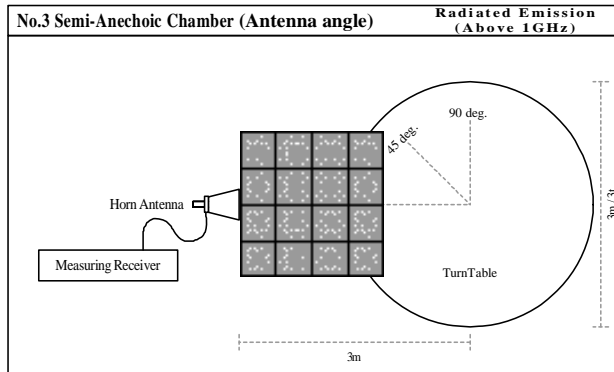 No.3 Semi-Anechoic Chamber (Antenna angle)
Radiated Emission
(Above 1GHz)
90 deg.
45 deg.
Horn Antenna
Measuring Receiver
TurnTable
3m